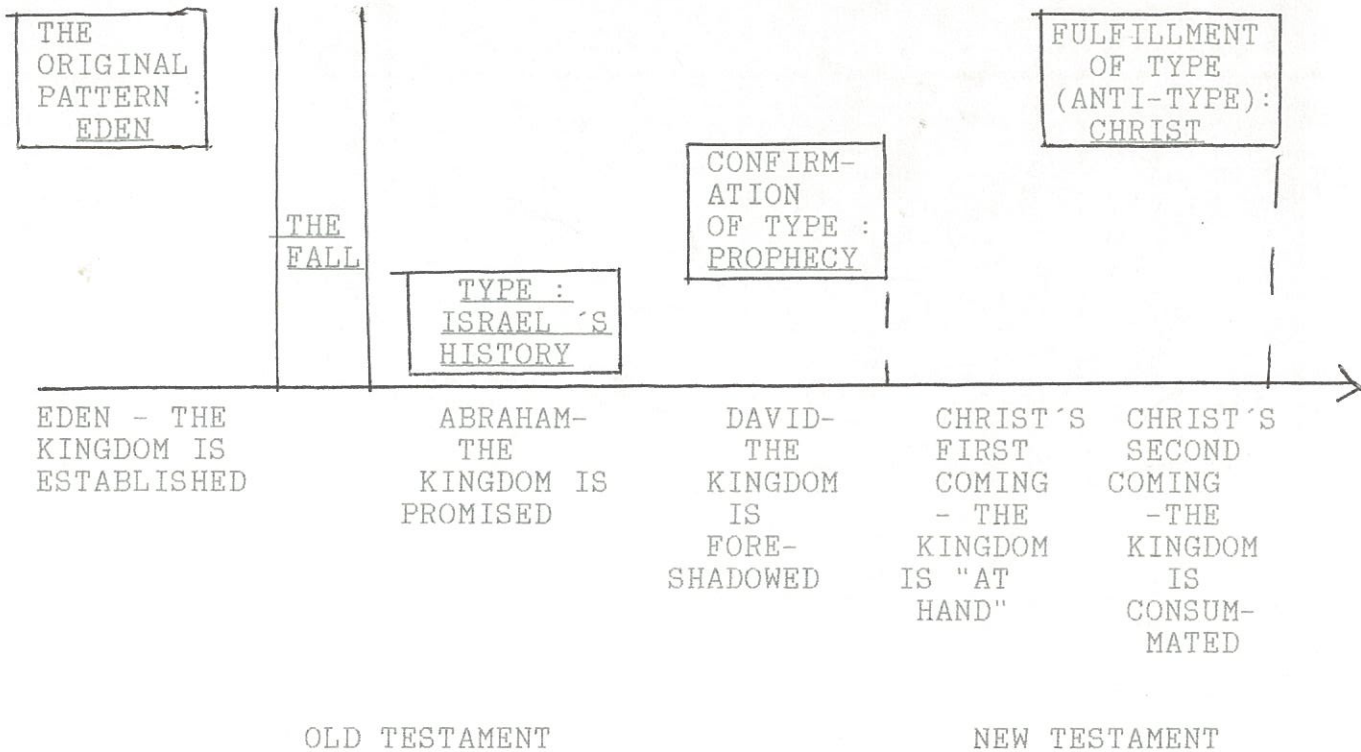 THE
ORIGINAL
PATTERN :
EDEN
THE
FALL
TYPE :
ISRAEL ´S
HISTORY
CONFIRM-
ATION
OF TYPE :
PROPHECY
FULFILLMENT
OF TYPE
(ANTI-TYPE):
CHRIST
EDEN - THE
KINGDOM IS
ESTABLISHED
ABRAHAM-
THE
KINGDOM IS
PROMISED
DAVID-
THE
KINGDOM
IS
FORE-
SHADOWED
CHRIST´S
FIRST
COMING
- THE
KINGDOM
IS "AT
HAND"
CHRIST´S
SECOND
COMING
-THE
KINGDOM
IS
CONSUM-
MATED
OLD TESTAMENT
NEW TESTAMENT